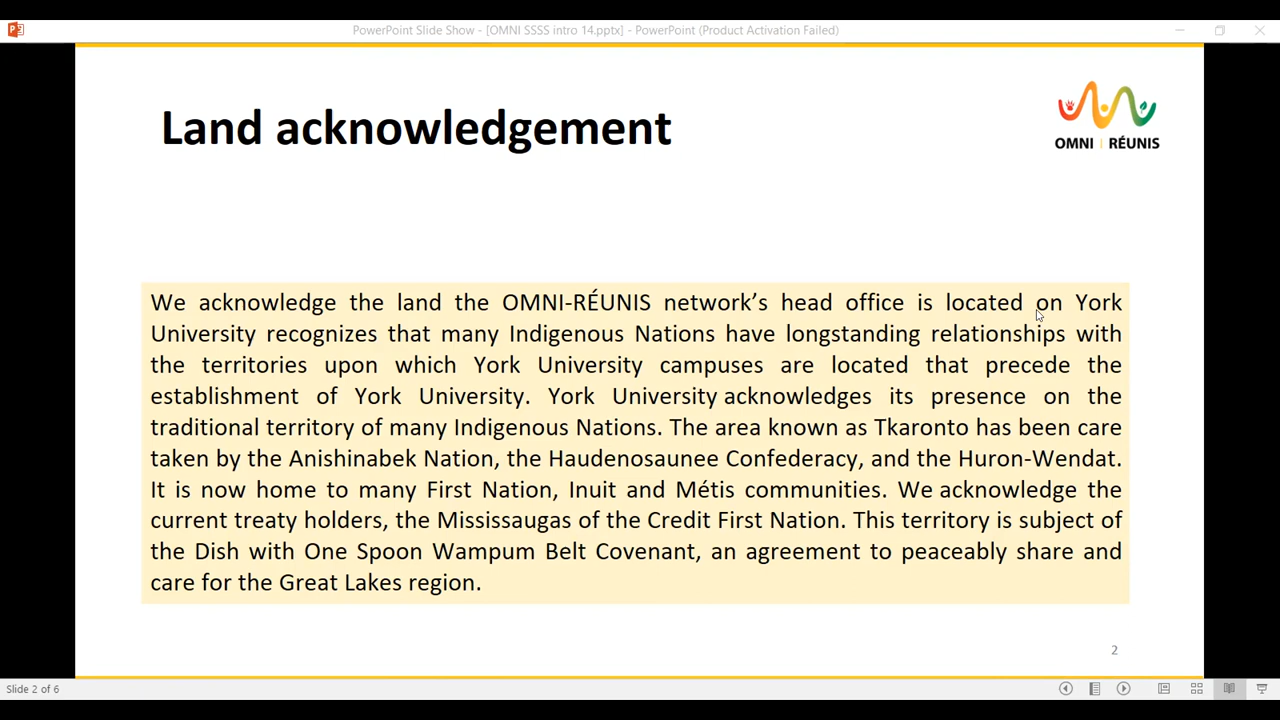 PowerPoint Slide Show - [OMNI SSSS intro 14.pptx] - PowerPoint (Product Activation Failed)
Land acknowledgement
OMNI | RÉUNIS
We acknowledge the land the OMNI-RÉUNIS network’s head office is located on York
University recognizes that many Indigenous Nations have longstanding relationships with
the territories upon which York University campuses are located that precede the
establishment of York University. York University acknowledges its presence on the
traditional territory of many Indigenous Nations. The area known as Tkaronto has been care
taken by the Anishinabek Nation, the Haudenosaunee Confederacy, and the Huron-Wendat.
It is now home to many First Nation, Inuit and Métis communities. We acknowledge the
current treaty holders, the Mississaugas of the Credit First Nation. This territory is subject of
the Dish with One Spoon Wampum Belt Covenant, an agreement to peaceably share and
care for the Great Lakes region.
2
Slide 2 of 6